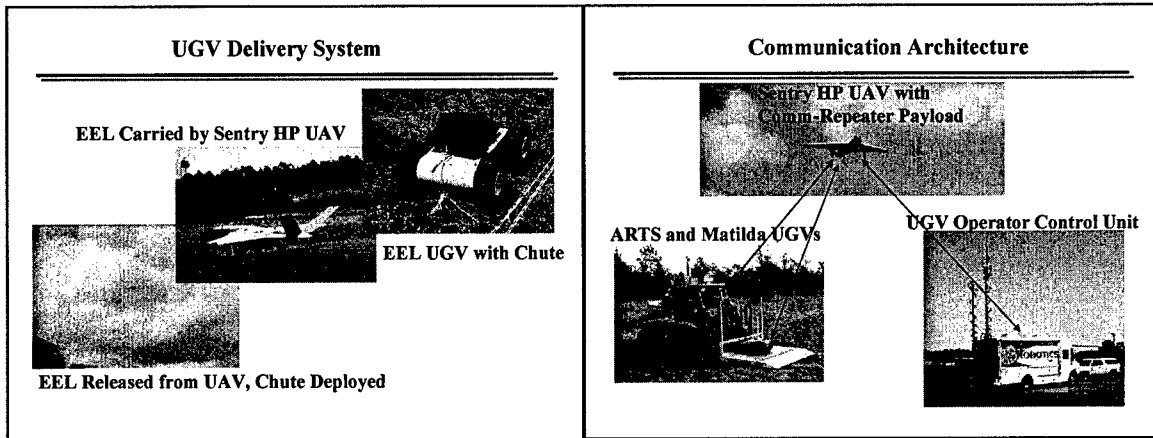 UGV Delivery System
EEL Carried by Sentry HP UAV
EEL UGV with Chute
EEL Released from UAV, Chute Deployed
Communication Architecture
Sentry HP UAV with
Comm-Repeater Payload
ARTS and Matilda UGVs
UGV Operator Control Unit
ROBOTICS